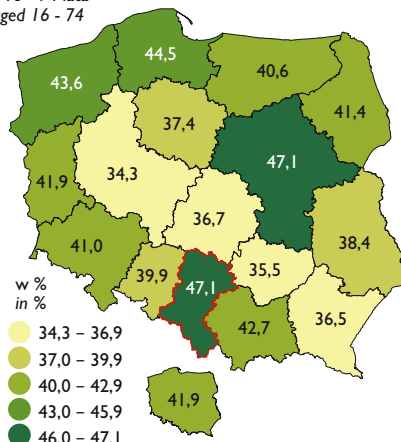 ged 16 - 74
44,5
43,6
40,6
37,4
41,4
47,1
34,3
41,9
36,7
41,0
38,4
39,9
35,5
47,1
36,5
42,7
w %
in %
34,3 – 36,9
37,0 – 39,9
40,0 – 42,9
43,0 – 45,9
46,0 – 47,1
41,9